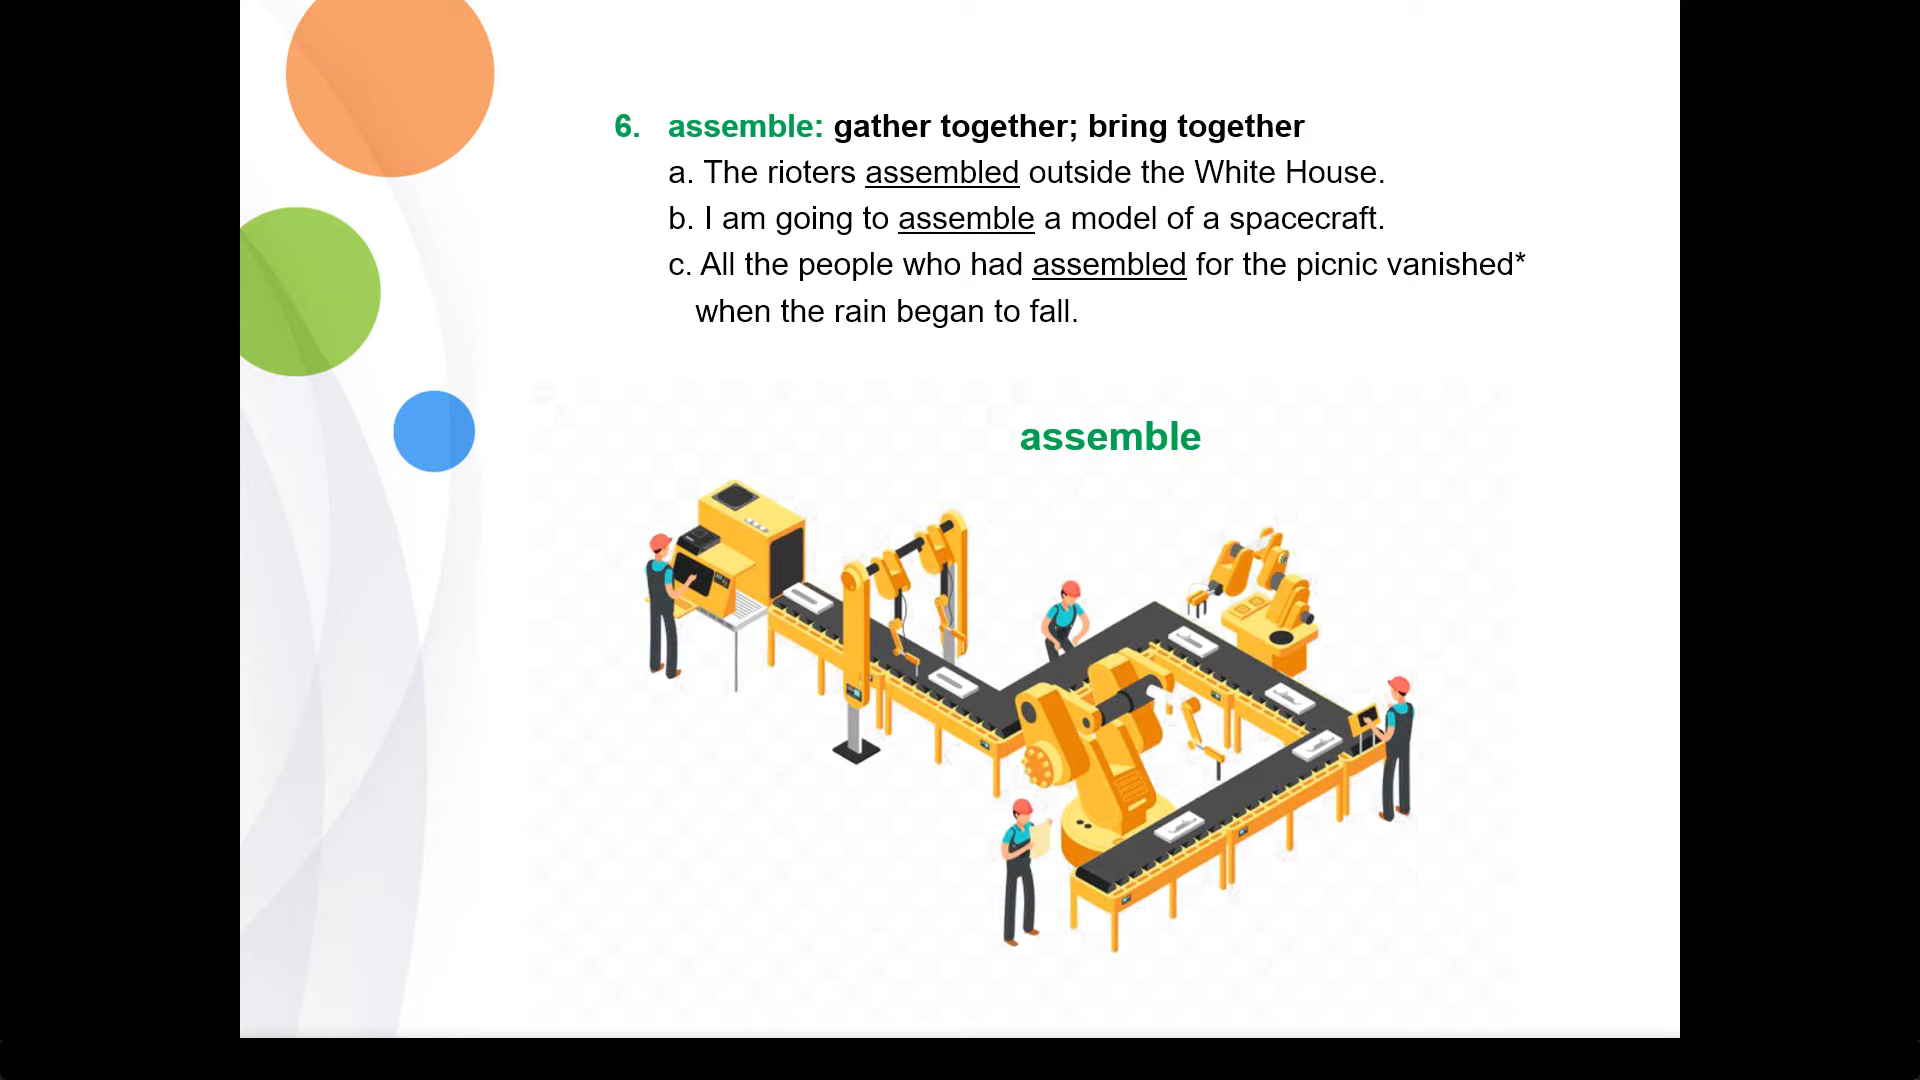 6. assemble: gather together; bring together
a. The rioters assembled outside the White House.
b. I am going to assemble a model of a spacecraft.
c. All the people who had assembled for the picnic vanished*
when the rain began to fall.
assemble